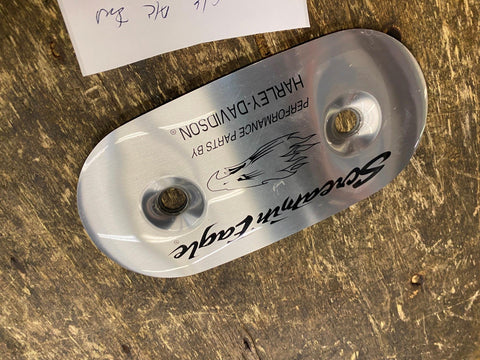 Screamin' Eagle®
PERFORMANCE PARTS BY
HARLEY-DAVIDSON®